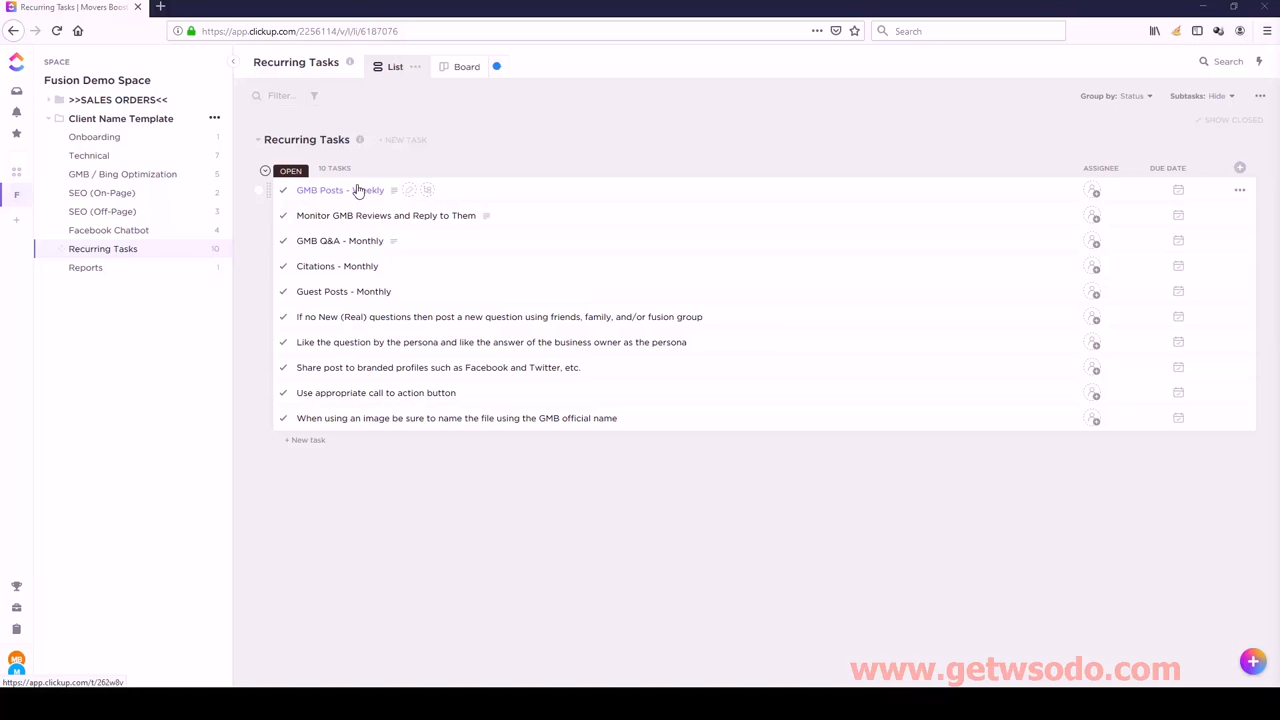 Recurring Tasks | Movers Boos
https://app.clickup.com/2256114/v/l/li/6187076
Search
SPACE
Fusion Demo Space
>>SALES ORDERS<<
Client Name Template
Onboarding 1
Technical 7
GMB / Bing Optimization 5
SEO (On-Page) 2
SEO (Off-Page) 3
Facebook Chatbot 4
Recurring Tasks 10
Reports 1
F
MB
M
Recurring Tasks
List
Board
Search
Filter...
Group by: Status
Subtasks: Hide
SHOW CLOSED
Recurring Tasks
+ NEW TASK
OPEN
10 TASKS
ASSIGNEE
DUE DATE
GMB Posts - Weekly
Monitor GMB Reviews and Reply to Them
GMB Q&A - Monthly
Citations - Monthly
Guest Posts - Monthly
If no New (Real) questions then post a new question using friends, family, and/or fusion group
Like the question by the persona and like the answer of the business owner as the persona
Share post to branded profiles such as Facebook and Twitter, etc.
Use appropriate call to action button
When using an image be sure to name the file using the GMB official name
+ New task
www.getwsodo.com
https://app.clickup.com/t/262w8v